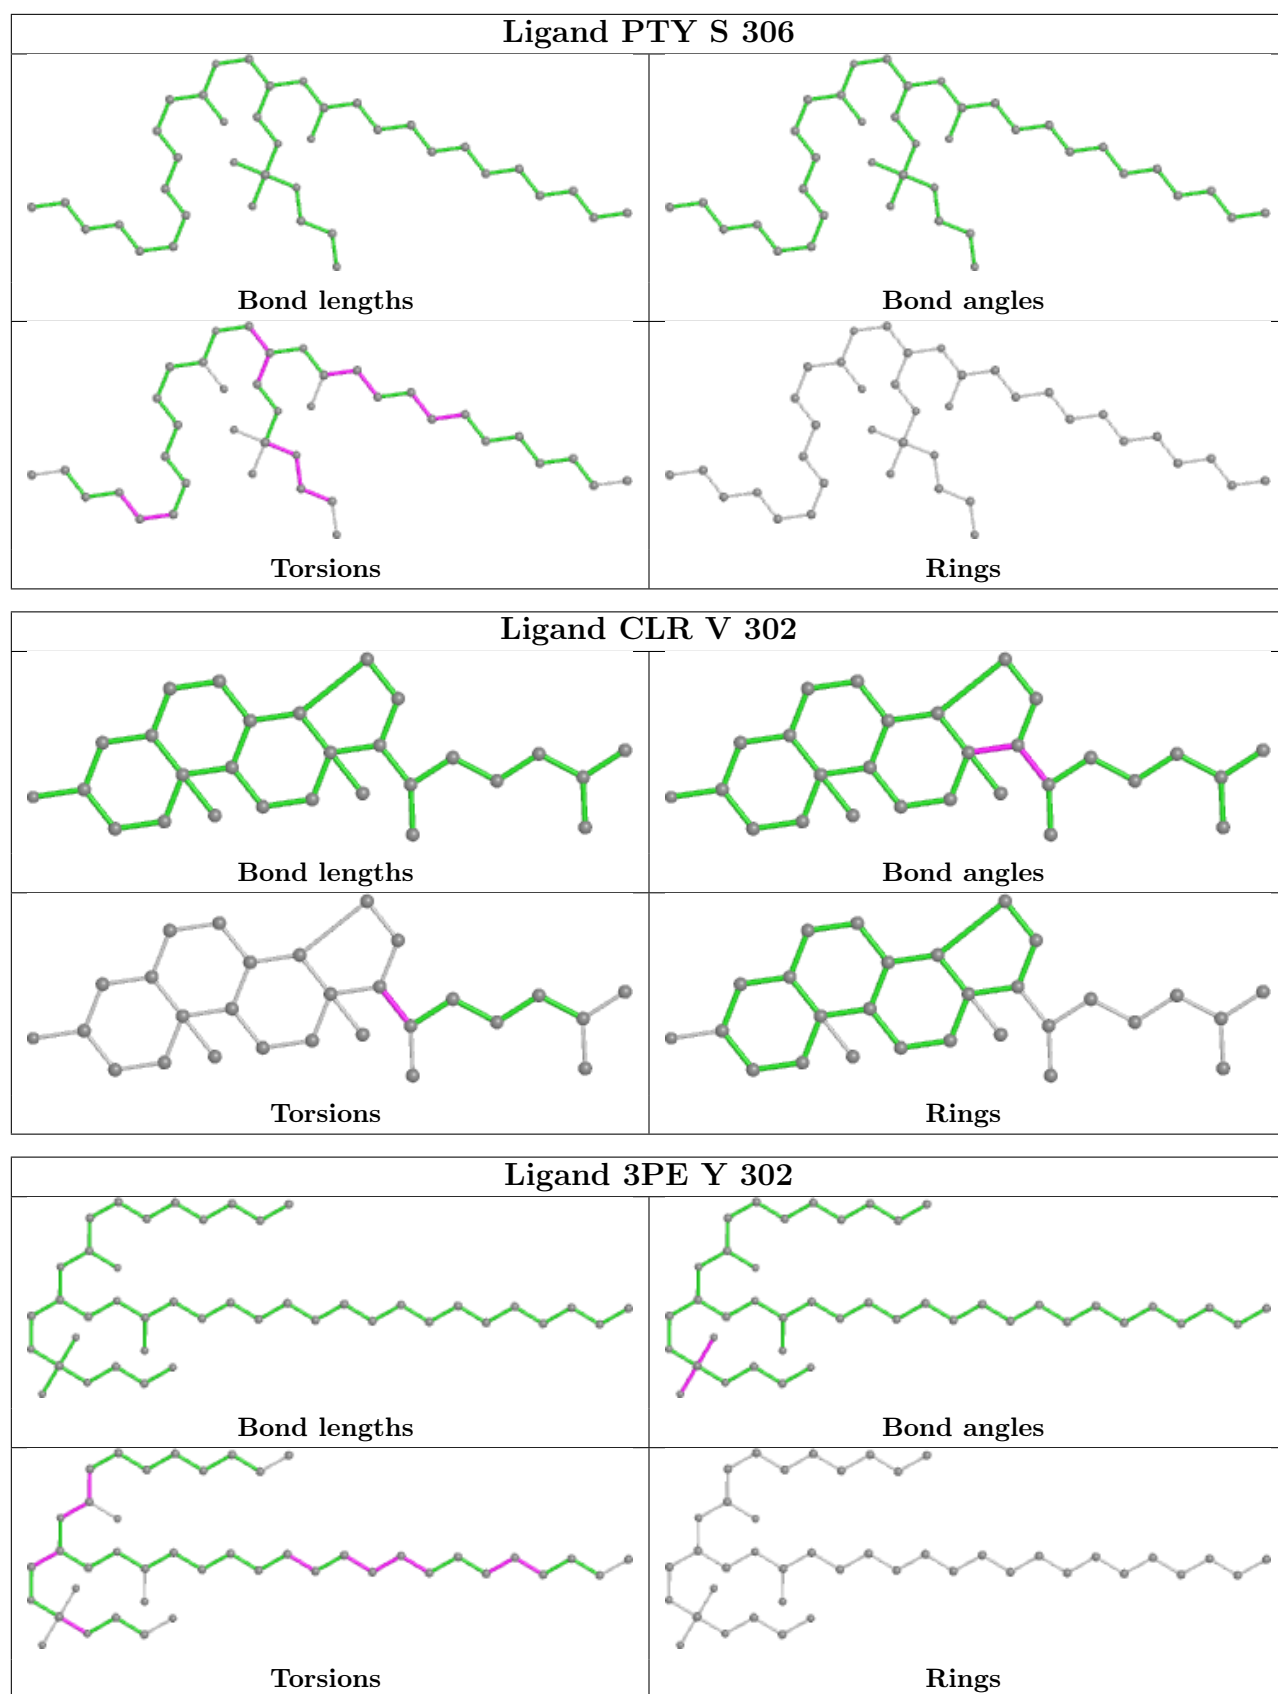 Ligand PTY S 306
Bond lengths
Bond angles
Torsions
Rings
Ligand CLR V 302
Bond lengths
Bond angles
Torsions
Rings
Ligand 3PE Y 302
Bond lengths
Bond angles
Torsions
Rings